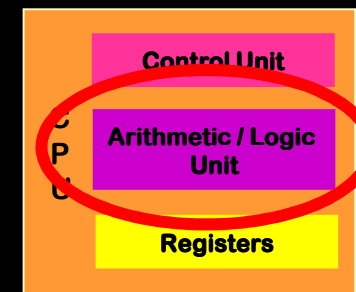 Control Unit
C
P
U
Arithmetic / Logic
Unit
Registers